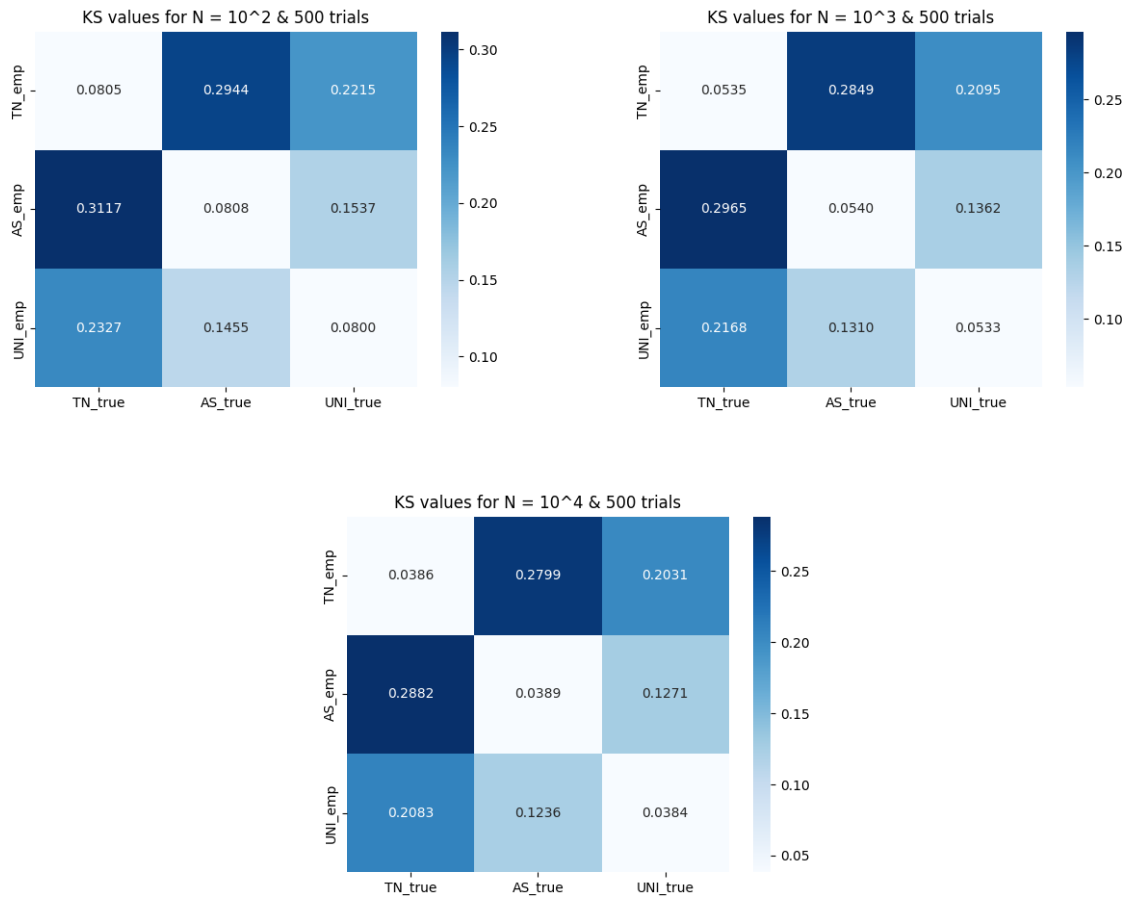 KS values for N = 10^2 & 500 trials
TN_emp
0.0805 0.2944 0.2215
AS_emp
0.3117 0.0808 0.1537
UNI_emp
0.2327 0.1455 0.0800
TN_true AS_true UNI_true
0.30
0.25
0.20
0.15
0.10
KS values for N = 10^3 & 500 trials
TN_emp
0.0535 0.2849 0.2095
AS_emp
0.2965 0.0540 0.1362
UNI_emp
0.2168 0.1310 0.0533
TN_true AS_true UNI_true
0.25
0.20
0.15
0.10
KS values for N = 10^4 & 500 trials
TN_emp
0.0386 0.2799 0.2031
AS_emp
0.2882 0.0389 0.1271
UNI_emp
0.2083 0.1236 0.0384
TN_true AS_true UNI_true
0.25
0.20
0.15
0.10
0.05